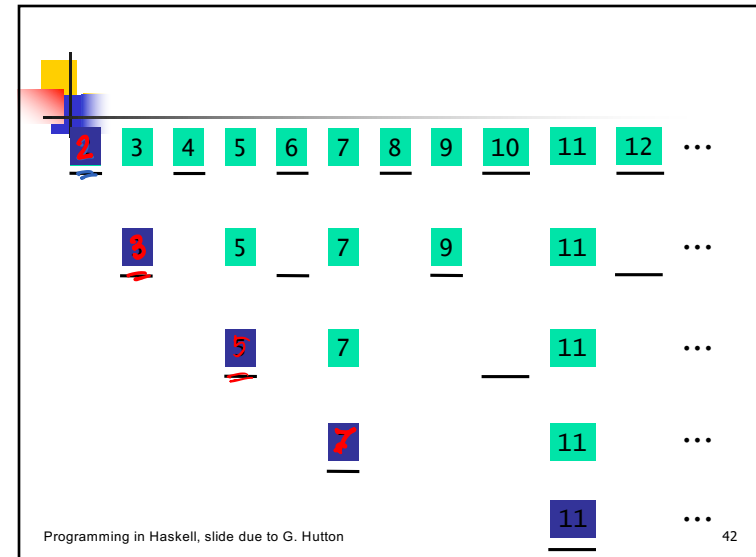 2 3 4 5 6 7 8 9 10 11 12 ...
3 5 7 9 11 ...
5 7 11 ...
7 11 ...
11 ...
Programming in Haskell, slide due to G. Hutton 42